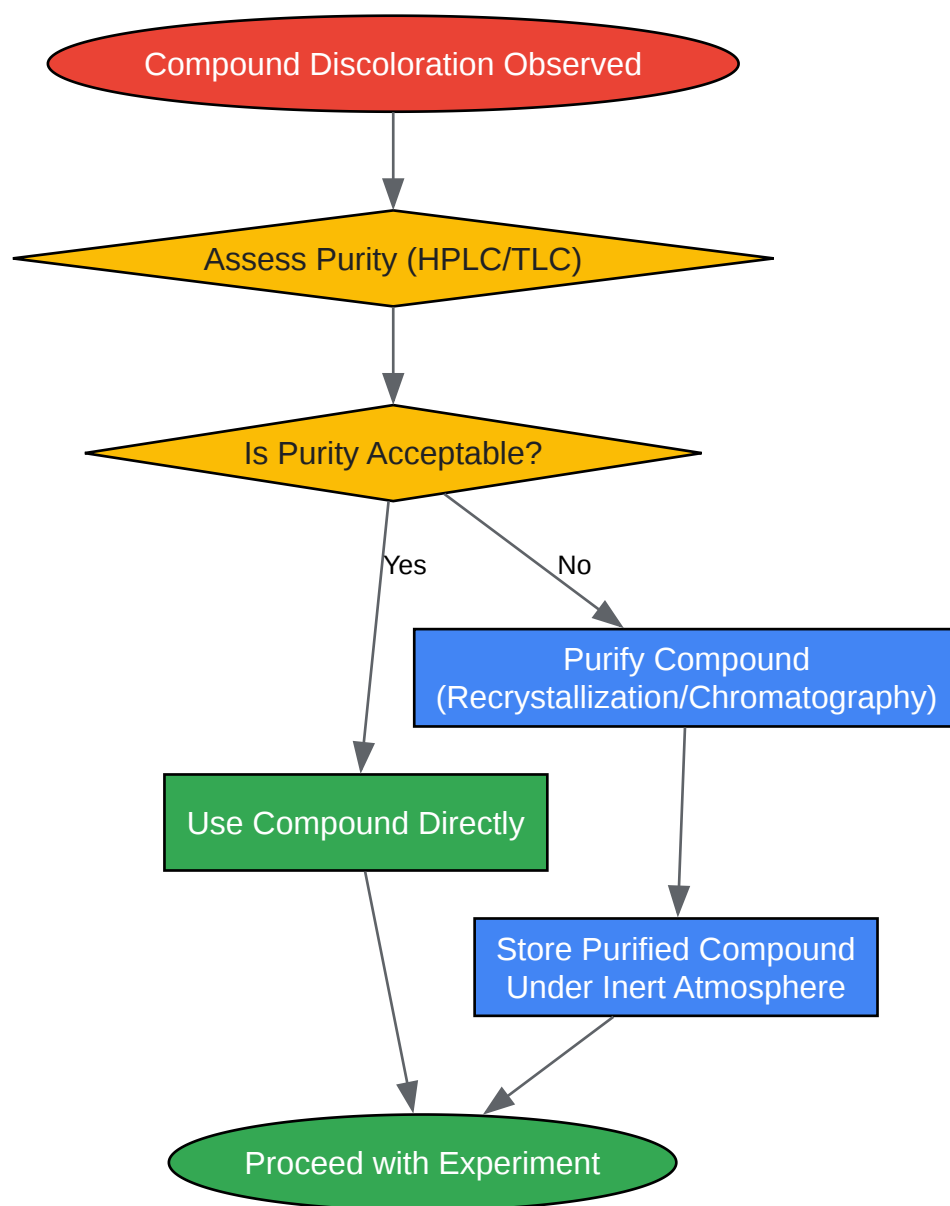 Compound Discoloration Observed
Assess Purity (HPLC/TLC)
Is Purity Acceptable?
Yes
No
Purify Compound
(Recrystallization/Chromatography)
Use Compound Directly
Store Purified Compound
Under Inert Atmosphere
Proceed with Experiment